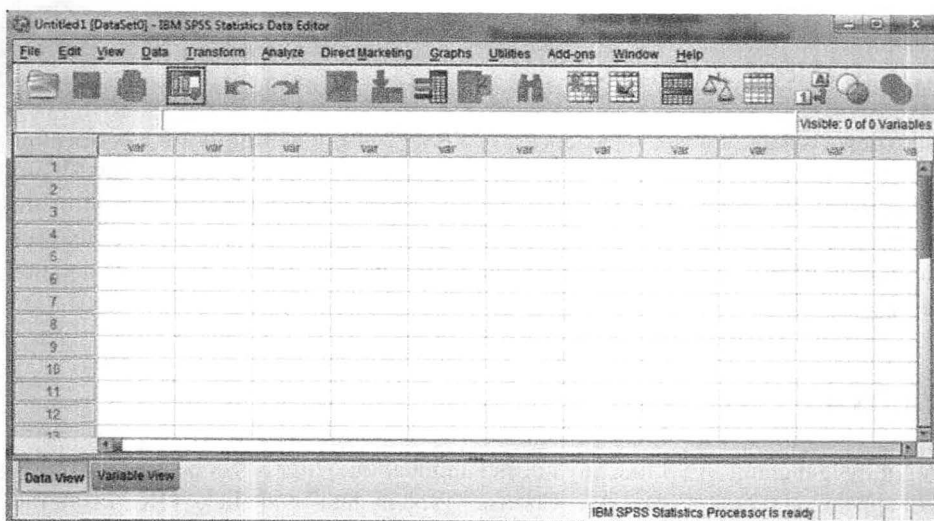 Untitled1 [DataSet0] - IBM SPSS Statistics Data Editor
File Edit View Data Transform Analyze Direct Marketing Graphs Utilities Add-ons Window Help
Visible: 0 of 0 Variables
var var var var var var var var var var va
1
2
3
4
5
6
7
8
9
10
11
12
13
Data View Variable View
IBM SPSS Statistics Processor is ready